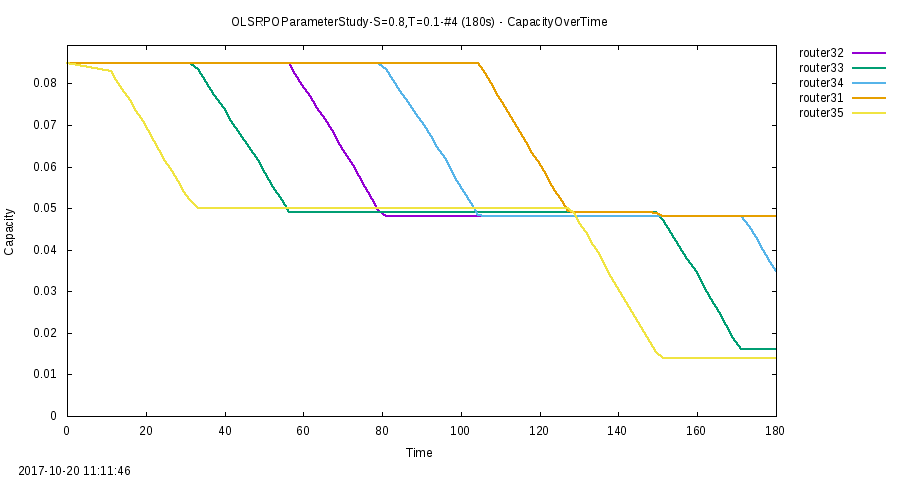 OLSRPOParameterStudy-S=0.8,T=0.1-#4 (180s) - CapacityOverTime
router32
router33
router34
router31
router35
Capacity
0.08
0.07
0.06
0.05
0.04
0.03
0.02
0.01
0
0 20 40 60 80 100 120 140 160 180
Time
2017-10-20 11:11:46